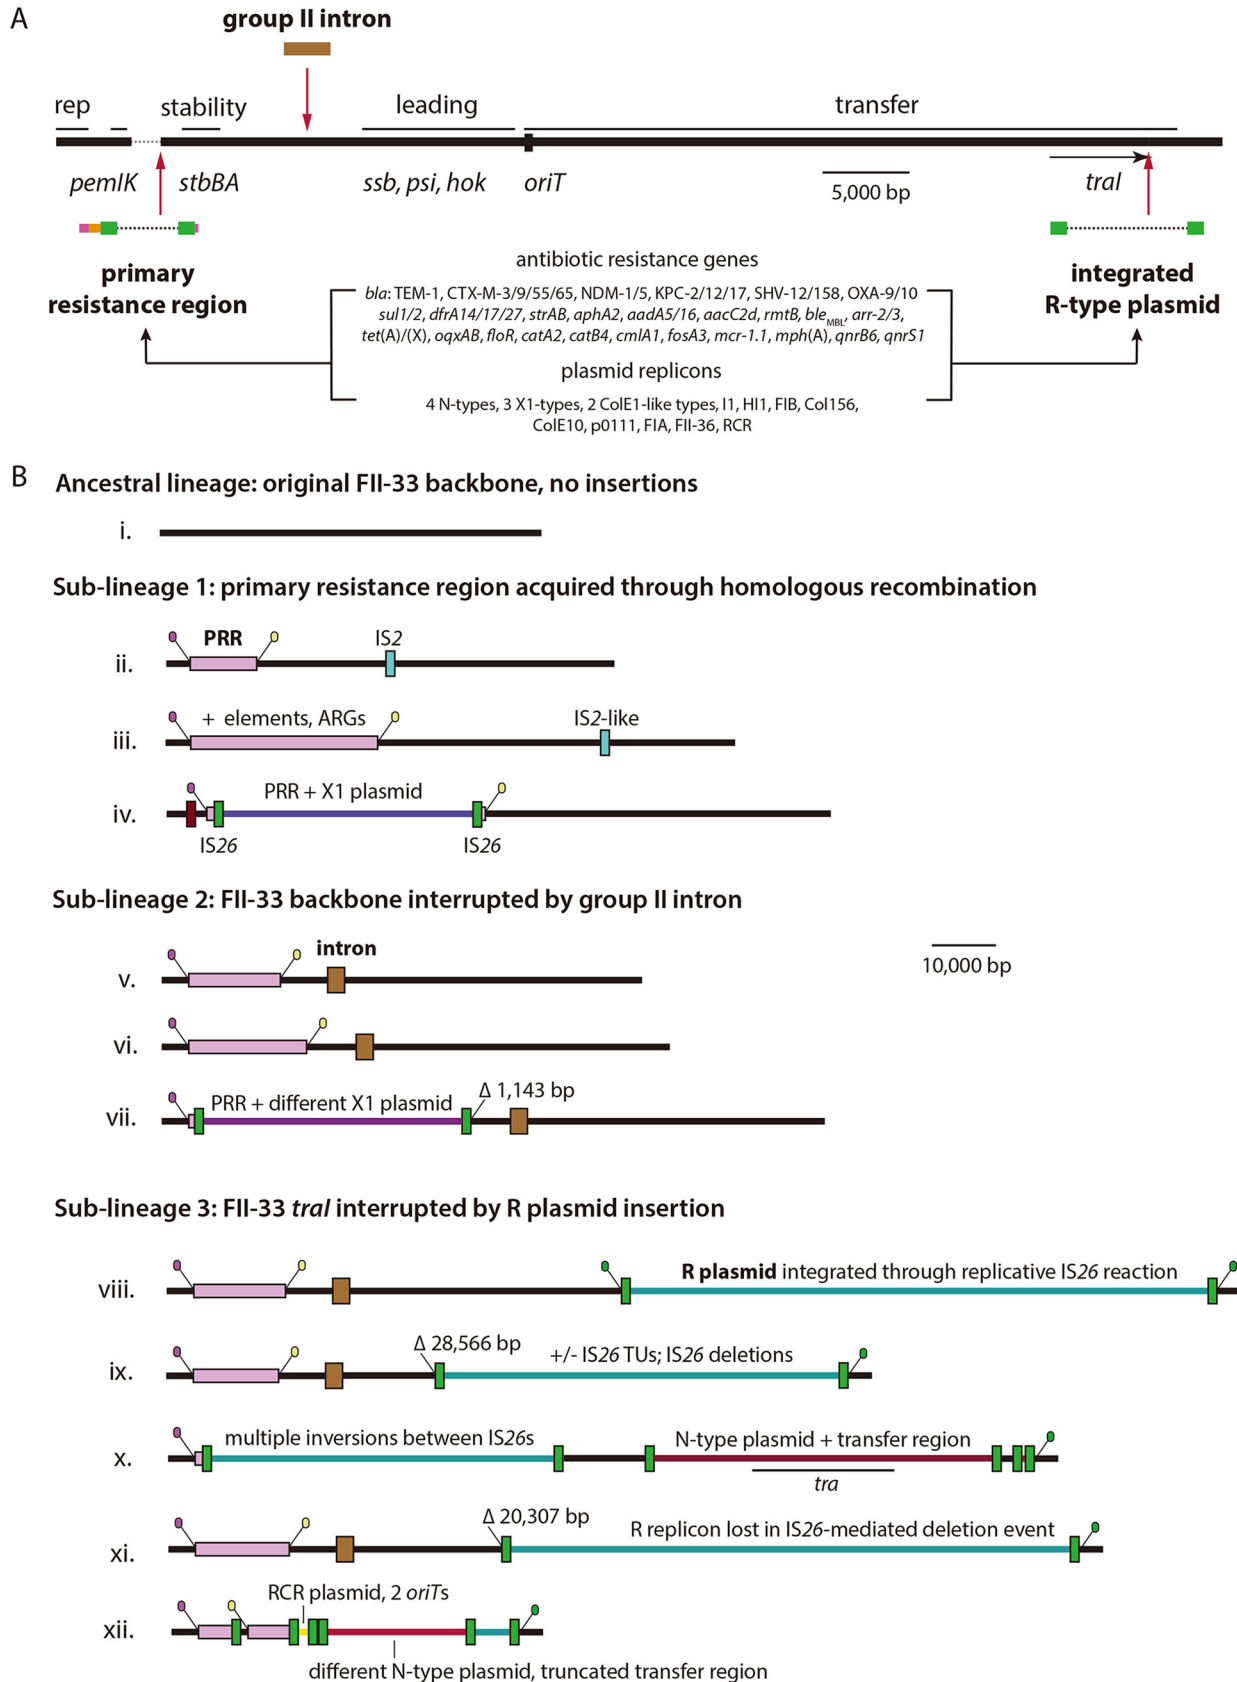 A
group II intron
rep
stability
leading
transfer
pemIK
stbBA
ssb, psi, hok
oriT
5,000 bp
traI
primary
resistance region
integrated
R-type plasmid
antibiotic resistance genes
bla: TEM-1, CTX-M-3/9/55/65, NDM-1/5, KPC-2/12/17, SHV-12/158, OXA-9/10
sul1/2, dfrA14/17/27, strAB, aphA2, aadA5/16, aacC2d, rmtB, bleMBL, arr-2/3,
tet(A)/(X), oqxAB, floR, catA2, catB4, cmlA1, fosA3, mcr-1.1, mph(A), qnrB6, qnrS1
plasmid replicons
4 N-types, 3 X1-types, 2 ColE1-like types, I1, HI1, FIB, Col156,
ColE10, p0111, FIA, FII-36, RCR
B
Ancestral lineage: original FII-33 backbone, no insertions
i.
Sub-lineage 1: primary resistance region acquired through homologous recombination
PRR
IS2
ii.
+ elements, ARGs
IS2-like
iii.
PRR + X1 plasmid
iv.
IS26
IS26
Sub-lineage 2: FII-33 backbone interrupted by group II intron
intron
v.
10,000 bp
vi.
Δ 1,143 bp
PRR + different X1 plasmid
vii.
Sub-lineage 3: FII-33 traI interrupted by R plasmid insertion
R plasmid integrated through replicative IS26 reaction
viii.
Δ 28,566 bp
+/- IS26 TUs; IS26 deletions
ix.
multiple inversions between IS26s
N-type plasmid + transfer region
x.
tra
Δ 20,307 bp
R replicon lost in IS26-mediated deletion event
xi.
RCR plasmid, 2 oriTs
xii.
different N-type plasmid, truncated transfer region